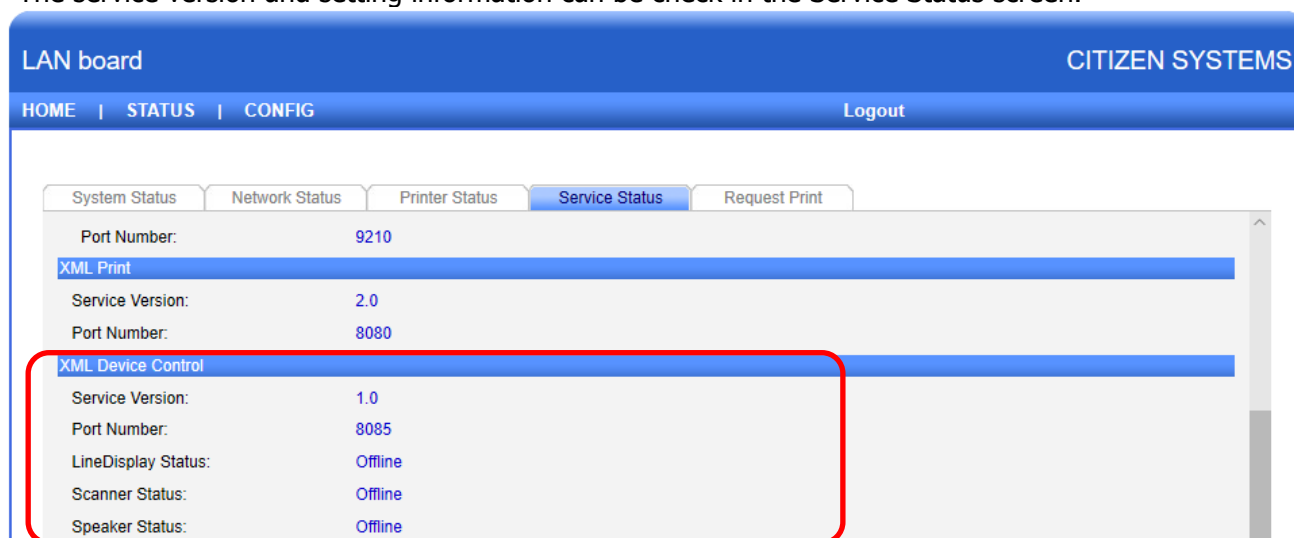 The service version and setting information can be check in the Service Status screen.
LAN board CITIZEN SYSTEMS
HOME | STATUS | CONFIG Logout
System Status Network Status Printer Status Service Status Request Print
Port Number: 9210
XML Print
Service Version: 2.0
Port Number: 8080
XML Device Control
Service Version: 1.0
Port Number: 8085
LineDisplay Status: Offline
Scanner Status: Offline
Speaker Status: Offline